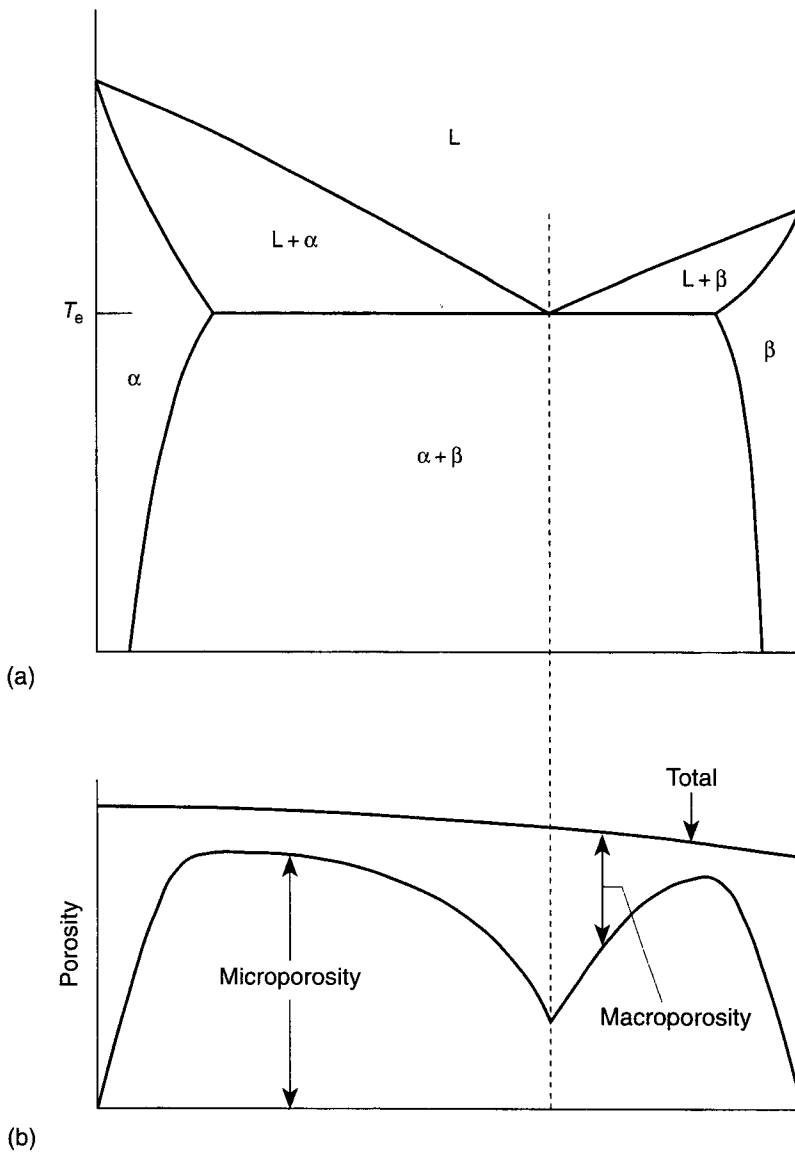 L
L + α
L + β
Tₑ
α
β
α + β
(a)
Total
Porosity
Microporosity
Macroporosity
(b)